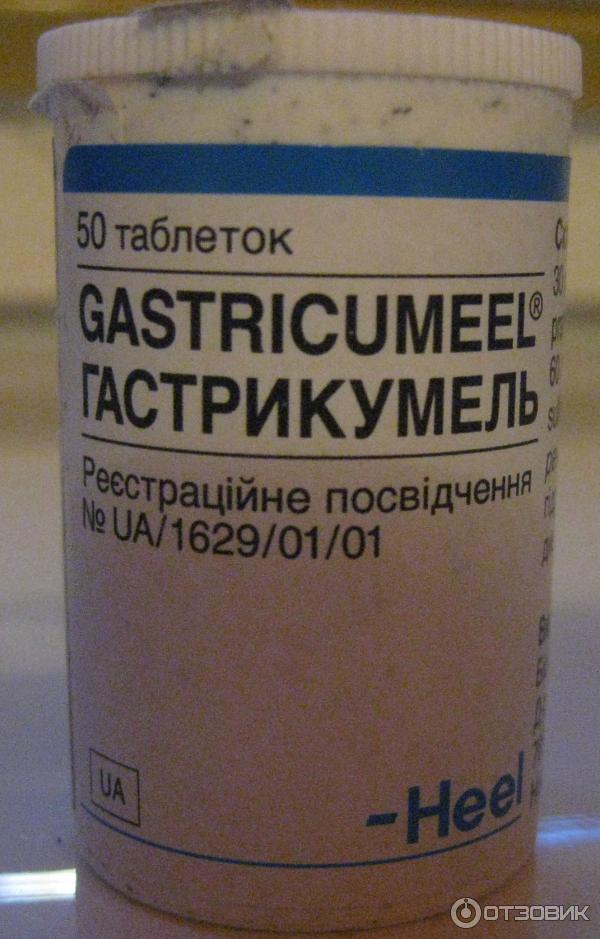 50 таблеток
GASTRICUMEEL®
ГАСТРИКУМЕЛЬ
Реєстраційне посвідчення
№ UA/1629/01/01
UA
-Heel
ОТЗОВИК